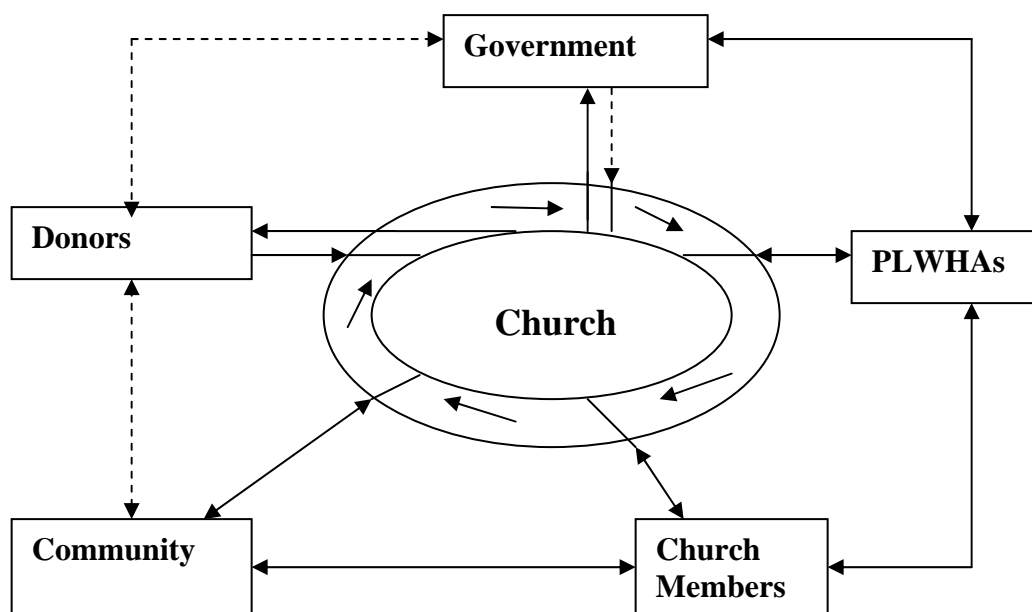 Government
Donors
PLWHAs
Church
Community
Church
Members